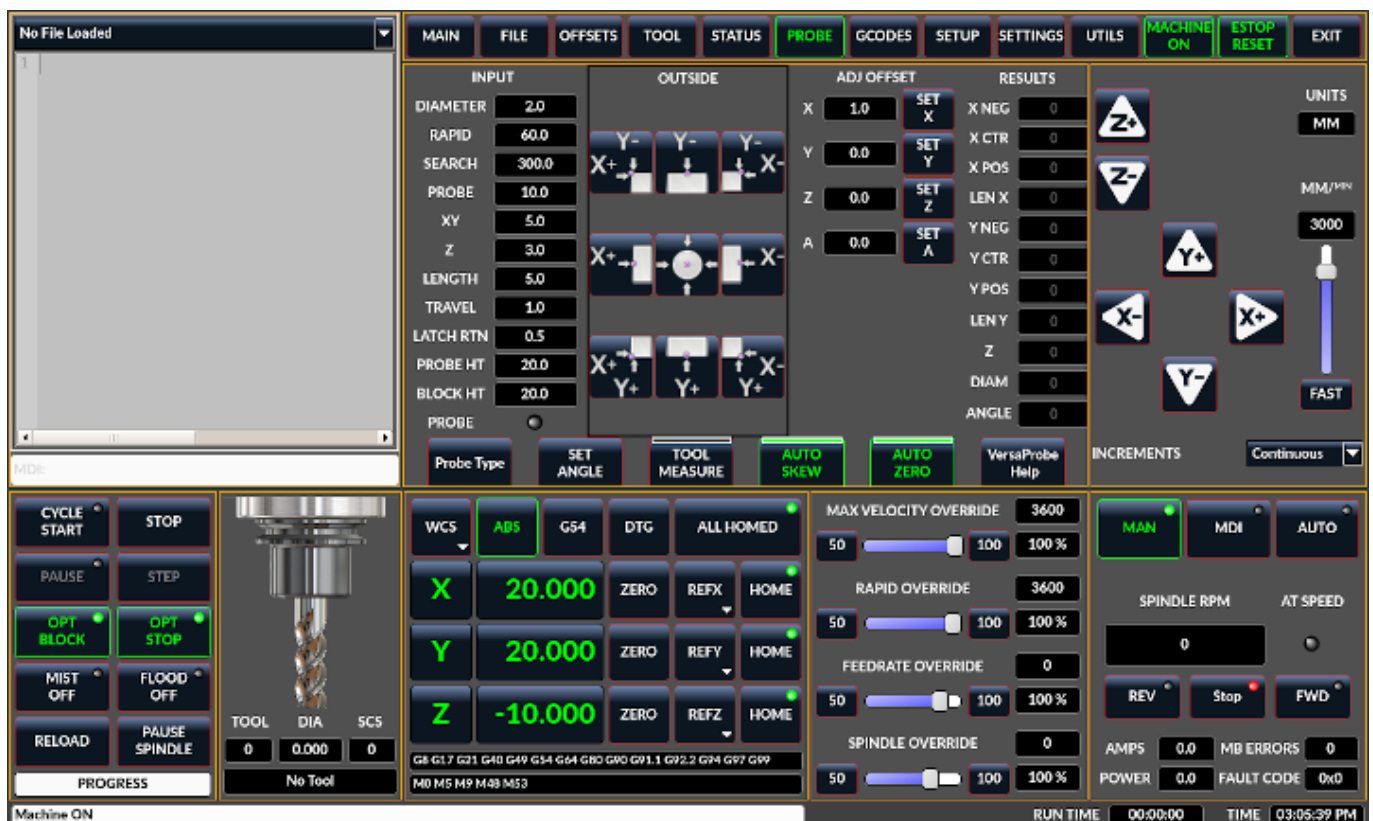 No File Loaded
MAIN FILE OFFSETS TOOL STATUS PROBE GCODES SETUP SETTINGS UTILS MACHINE ON ESTOP RESET EXIT
1
MDI:
INPUT
DIAMETER 2.0
RAPID 60.0
SEARCH 300.0
PROBE 10.0
XY 5.0
Z 3.0
LENGTH 5.0
TRAVEL 1.0
LATCH RTN 0.5
PROBE HT 20.0
BLOCK HT 20.0
PROBE
OUTSIDE
Y- Y- Y-
X+ X-
X+ X-
X+ X-
Y+ Y+ Y+
ADJ OFFSET
X 1.0 SET X
Y 0.0 SET Y
Z 0.0 SET Z
A 0.0 SET A
RESULTS
X NEG 0
X CTR 0
X POS 0
LEN X 0
Y NEG 0
Y CTR 0
Y POS 0
LEN Y 0
Z 0
DIAM 0
ANGLE 0
Probe Type SET ANGLE TOOL MEASURE AUTO SKEW AUTO ZERO VersaProbe Help
UNITS
Z+ MM
Z-
MM/MIN
3000
Y+
X- X+
Y-
FAST
INCREMENTS Continuous
CYCLE START STOP
PAUSE STEP
OPT BLOCK OPT STOP
MIST OFF FLOOD OFF
RELOAD PAUSE SPINDLE
PROGRESS
TOOL DIA SCS
0 0.000 0
No Tool
WCS ABS G54 DTG ALL HOMED
X 20.000 ZERO REFX HOME
Y 20.000 ZERO REFY HOME
Z -10.000 ZERO REFZ HOME
G8 G17 G21 G40 G49 G54 G64 G80 G90 G91.1 G92.2 G94 G97 G99
M0 M5 M9 M48 M53
MAX VELOCITY OVERRIDE 3600
50 100 100 %
RAPID OVERRIDE 3600
50 100 100 %
FEEDRATE OVERRIDE 0
50 100 100 %
SPINDLE OVERRIDE 0
50 100 100 %
MAN MDI AUTO
SPINDLE RPM AT SPEED
0
REV Stop FWD
AMPS 0.0 MB ERRORS 0
POWER 0.0 FAULT CODE 0x0
Machine ON
RUN TIME 00:00:00 TIME 03:05:39 PM